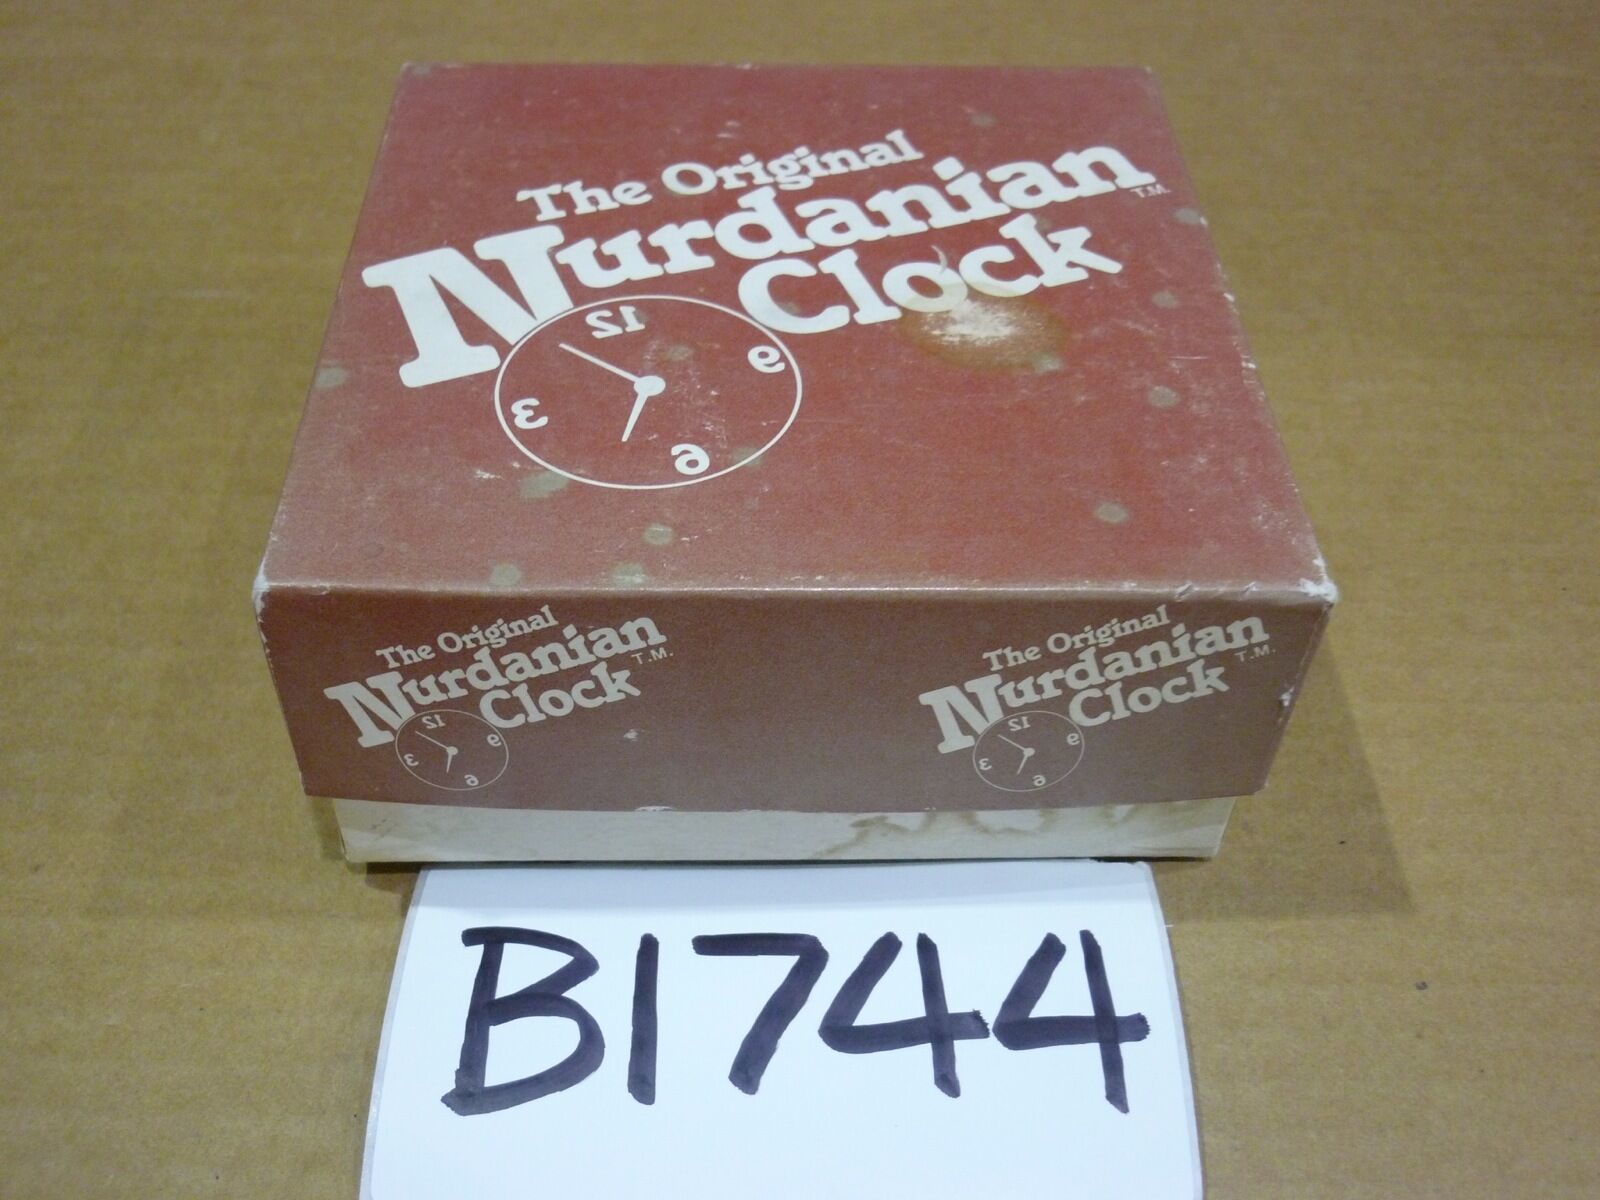 The Original
Nurdanian
T.M.
Clock
12
9
3
6
The Original
Nurdanian
T.M.
Clock
12
9
3
6
The Original
Nurdanian
T.M.
Clock
12
9
3
6
B1744